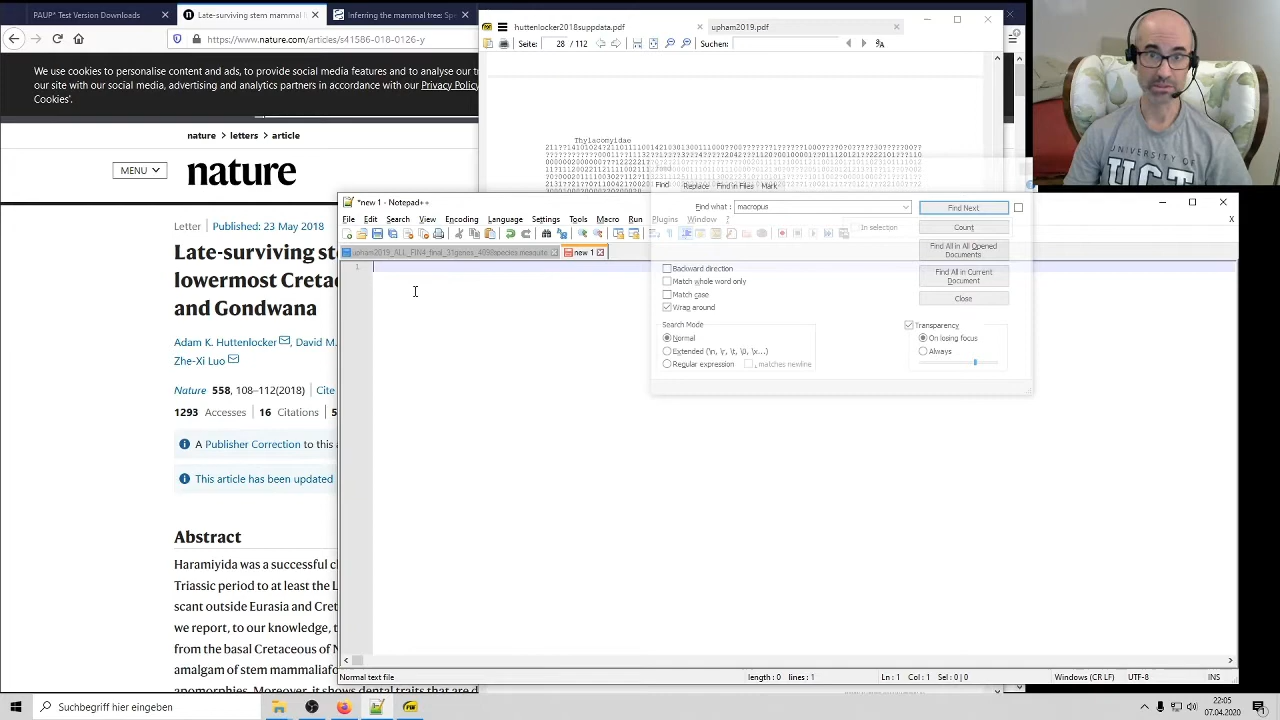 PAUP* Test Version Downloads
Late-surviving stem mammal l
Inferring the mammal tree: Spe
https://www.nature.com/articles/s41586-018-0126-y
We use cookies to personalise content and ads, to provide social media features and to analyse our t
our site with our social media, advertising and analytics partners in accordance with our Privacy Policy
Cookies'.
nature > letters > article
MENU
nature
Letter | Published: 23 May 2018
Late-surviving ste
lowermost Cretac
and Gondwana
Adam K. Huttenlocker, David M.
Zhe-Xi Luo
Nature 558, 108–112(2018) | Cite
1293 Accesses | 16 Citations | 5
A Publisher Correction to this a
This article has been updated
Abstract
Haramiyida was a successful cl
Triassic period to at least the L
scant outside Eurasia and Cret
we report, to our knowledge, t
from the basal Cretaceous of N
amalgam of stem mammaliafo
apomorphies. Moreover, it shows dental traits that are d
huttenlocker2018suppdata.pdf
upham2019.pdf
Seite: 28 / 112
Suchen:
Thylacomyidae
*new 1 - Notepad++
File Edit Search View Encoding Language Settings Tools Macro Run Plugins Window ?
upham2019_ALL_FIN4_final_31genes_4098species.mesquite
new 1
1
Find Replace Find in Files Mark
Find what : macropus
Find Next
In selection
Count
Find All in All Opened Documents
Find All in Current Document
Close
Backward direction
Match whole word only
Match case
Wrap around
Search Mode
Normal
Extended (\n, \r, \t, \0, \x...)
Regular expression
. matches newline
Transparency
On losing focus
Always
UNIVERSITY OF
UCT
Normal text file
length : 0 lines : 1
Ln : 1 Col : 1 Sel : 0 | 0
Windows (CR LF)
UTF-8
INS
Suchbegriff hier eingeben
22:05
07.04.2020